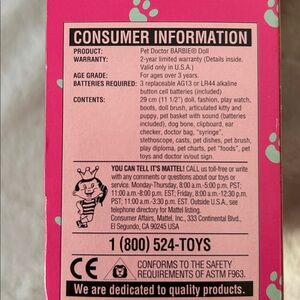 CONSUMER INFORMATION
PRODUCT: Pet Doctor BARBIE® Doll
WARRANTY: 2-year limited warranty (Details inside.
Valid only in U.S.A.)
AGE GRADE: For ages over 3 years.
BATTERIES REQUIRED: 3 replaceable AG13 or LR44 alkaline
button cell batteries (included)
CONTENTS: 29 cm (11 1/2") doll, fashion, play watch,
boots, doll brush, articulated kitty and
puppy, pet basket with sound (batteries
included), dog bone, clipboard, ear
checker, doctor bag, "syringe",
stethoscope, casts, pet dishes, pet brush,
play diploma, pet charts, pet "foods", pet
toys and doctor in/out sign.
YOU CAN TELL IT'S MATTEL! CALL us toll-free or write
with any comments or questions about our toys or
service. Monday-Thursday, 8:00 a.m.-5:00 p.m. PST;
11:00 a.m.-8:00 p.m. EST; Friday, 8:00 a.m.-12:30 p.m.
PST; 11:00 A.M.-3:30 p.m. EST. Outside U.S.A., see
telephone directory for Mattel listing.
Consumer Affairs, Mattel, Inc., 333 Continental Blvd.,
El Segundo, CA 90245 USA
1 (800) 524-TOYS
CE CONFORMS TO THE SAFETY
REQUIREMENTS OF ASTM F963.
We are dedicated to quality products.